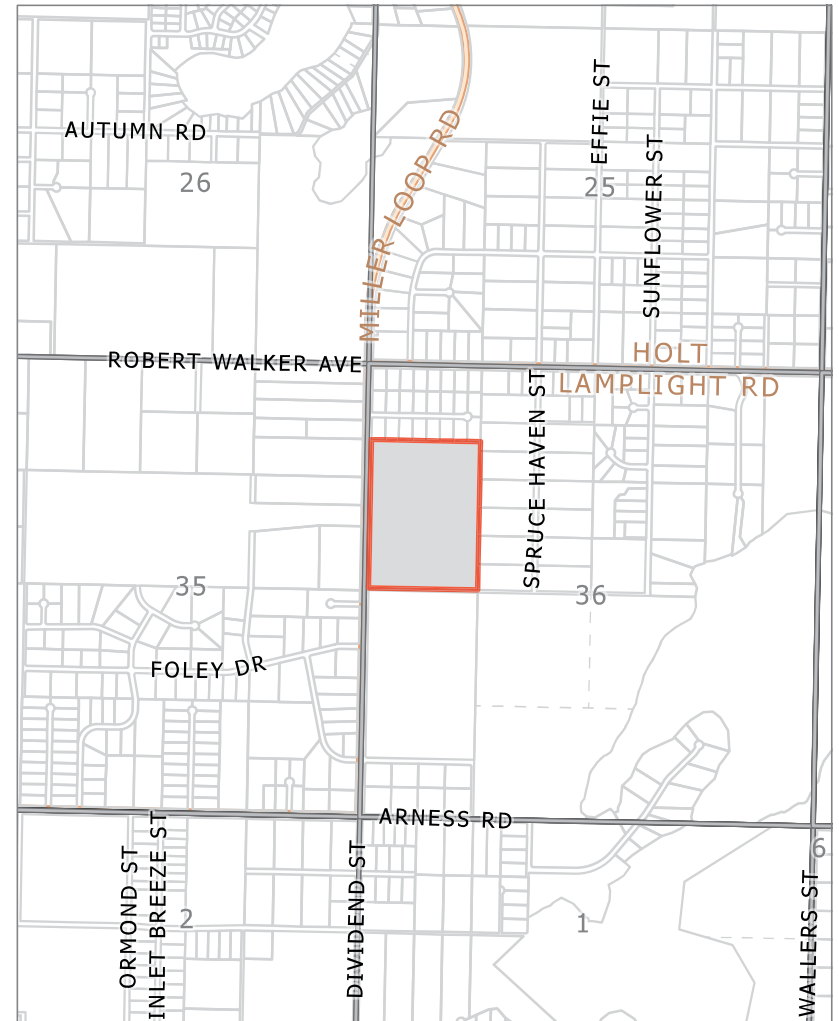 EFFIE ST
AUTUMN RD
MILLER LOOP RD
26
25
SUNFLOWER ST
HOLT
ROBERT WALKER AVE
LAMPLIGHT RD
SPRUCE HAVEN ST
35
36
FOLEY DR
ARNESS RD
6
ORMOND ST
INLET BREEZE ST
DIVIDEND ST
WALLERS ST
2
1